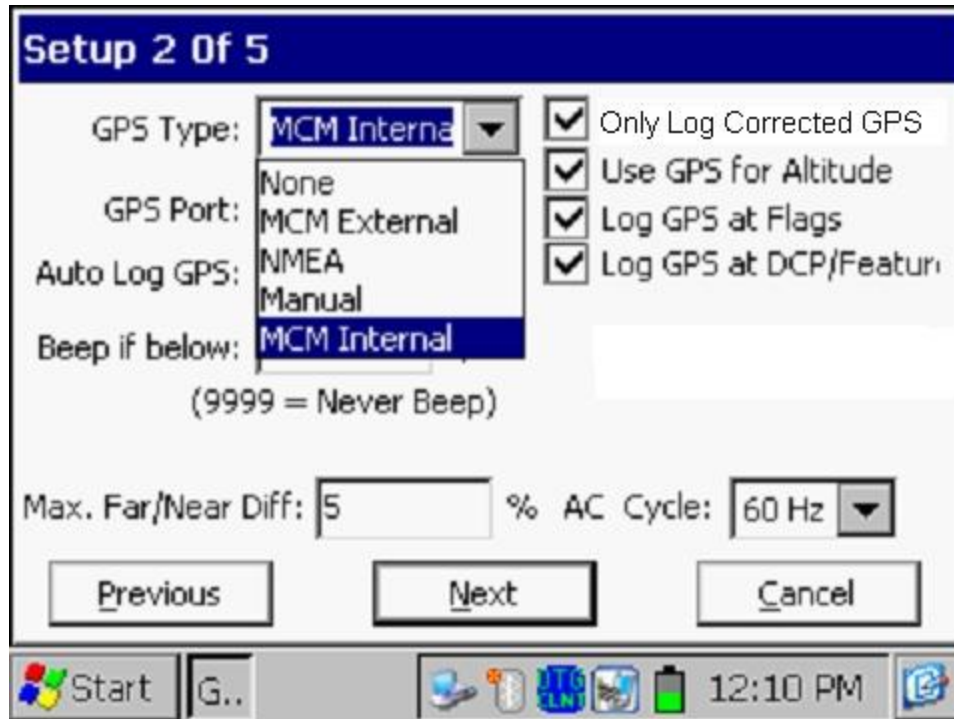 Setup 2 Of 5
GPS Type: MCM Interna
Only Log Corrected GPS
None
Use GPS for Altitude
GPS Port:
MCM External
Log GPS at Flags
Auto Log GPS:
NMEA
Log GPS at DCP/Featur
Manual
Beep if below:
MCM Internal
(9999 = Never Beep)
Max. Far/Near Diff: 5 % AC Cycle: 60 Hz
Previous Next Cancel
Start G.. UTG CLNT 12:10 PM